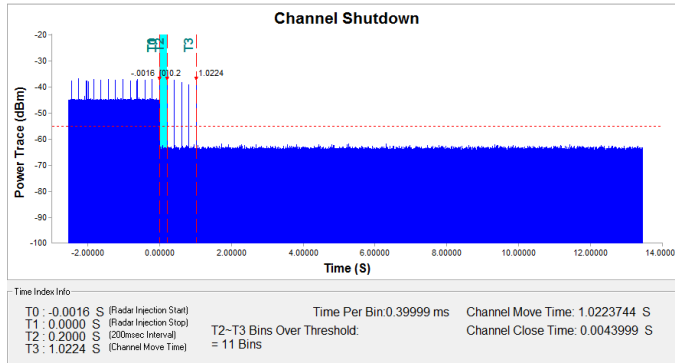 Channel Shutdown
T3
-.0016
0
0.2
1.0224
Power Trace (dBm)
-20
-30
-40
-50
-60
-70
-80
-90
-100
-2.00000 0.00000 2.00000 4.00000 6.00000 8.00000 10.00000 12.00000 14.0000
Time (S)
Time Index Info
T0 : -0.0016 S (Radar Injection Start)
T1 : 0.0000 S (Radar Injection Stop)
T2 : 0.2000 S (200msec Interval)
T3 : 1.0224 S (Channel Move Time)
Time Per Bin:0.39999 ms
T2~T3 Bins Over Threshold:
= 11 Bins
Channel Move Time: 1.0223744 S
Channel Close Time: 0.0043999 S